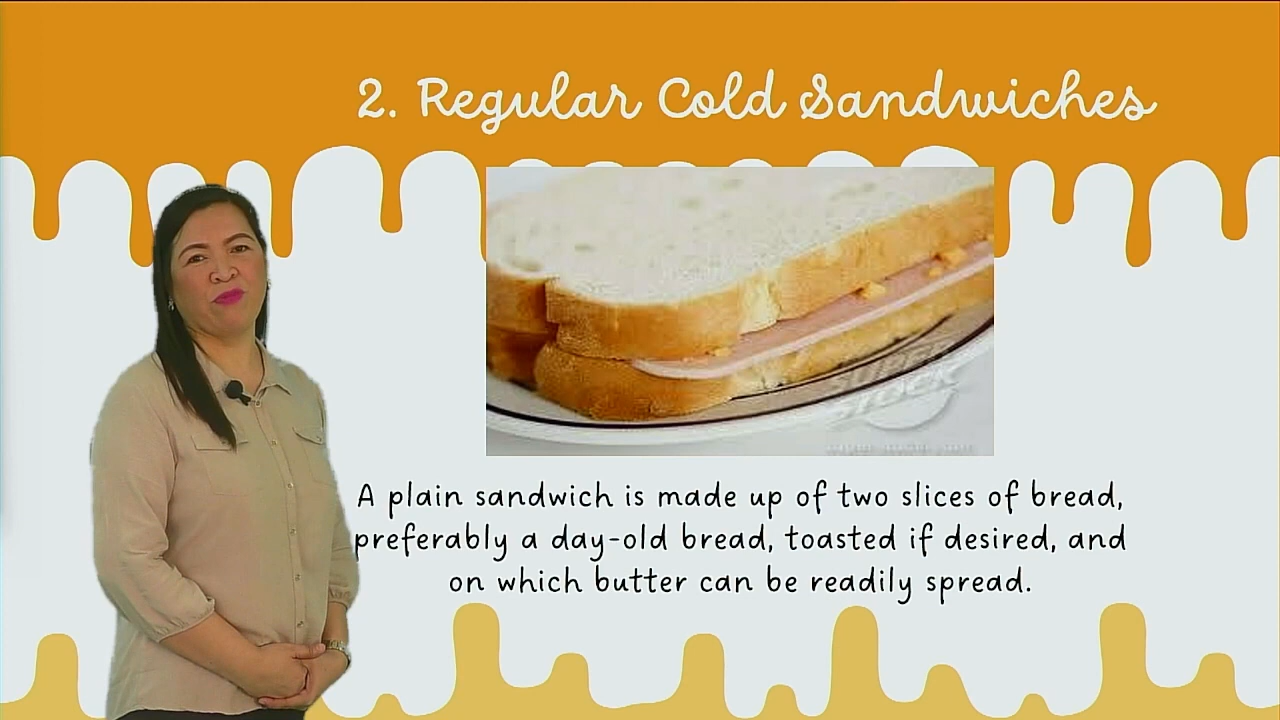 2. Regular Cold Sandwiches
A plain sandwich is made up of two slices of bread,
preferably a day-old bread, toasted if desired, and
on which butter can be readily spread.